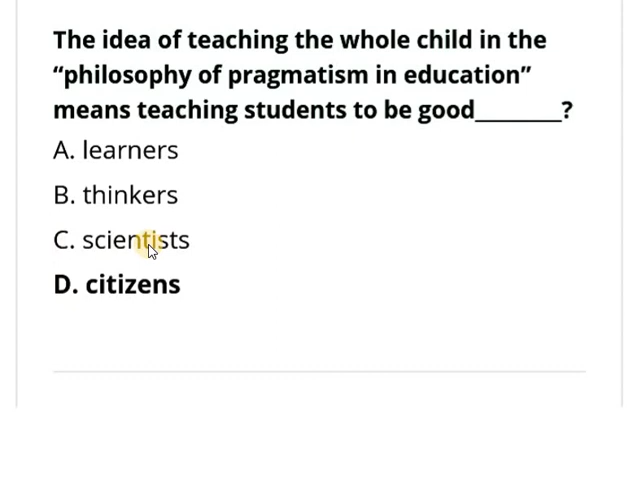 The idea of teaching the whole child in the
“philosophy of pragmatism in education”
means teaching students to be good________?
A. learners
B. thinkers
C. scientists
D. citizens